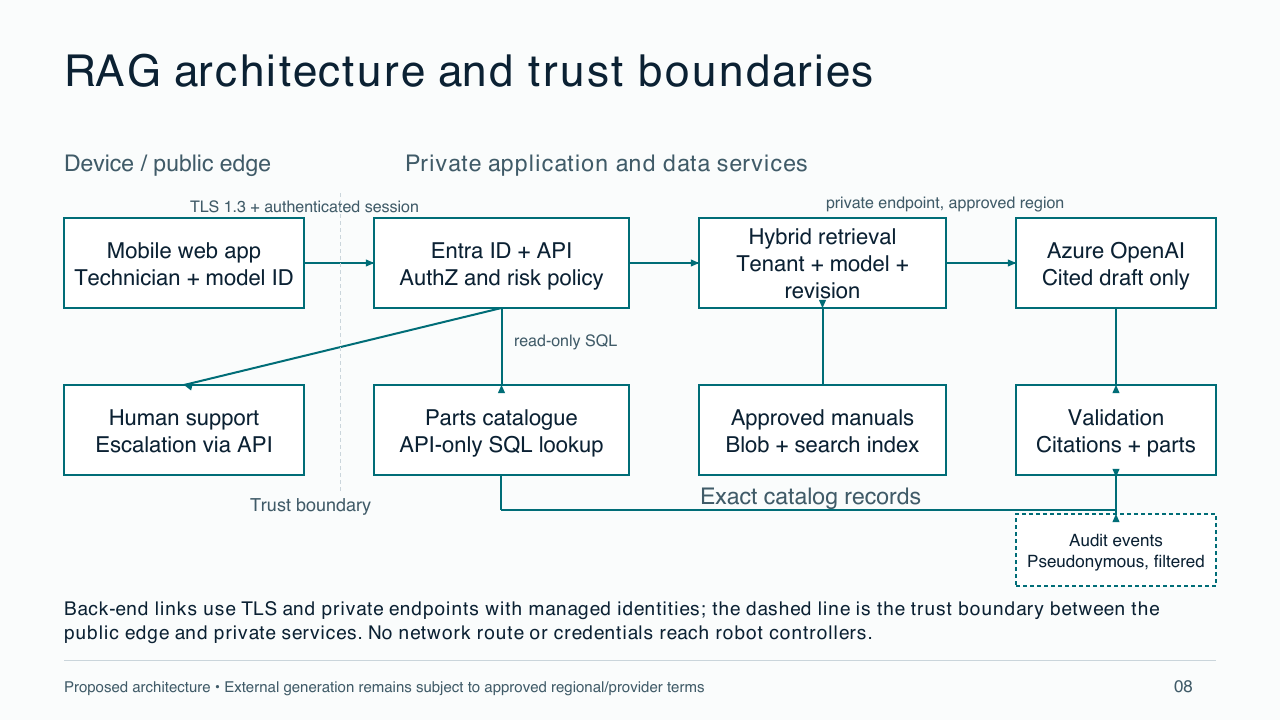 RAG architecture and trust boundaries
Device / public edge
Private application and data services
TLS 1.3 + authenticated session
private endpoint, approved region
Mobile web app
Technician + model ID
Entra ID + API
AuthZ and risk policy
Hybrid retrieval
Tenant + model +
revision
Azure OpenAI
Cited draft only
read-only SQL
Human support
Escalation via API
Parts catalogue
API-only SQL lookup
Approved manuals
Blob + search index
Validation
Citations + parts
Trust boundary
Exact catalog records
Audit events
Pseudonymous, filtered
Back-end links use TLS and private endpoints with managed identities; the dashed line is the trust boundary between the
public edge and private services. No network route or credentials reach robot controllers.
Proposed architecture • External generation remains subject to approved regional/provider terms
08